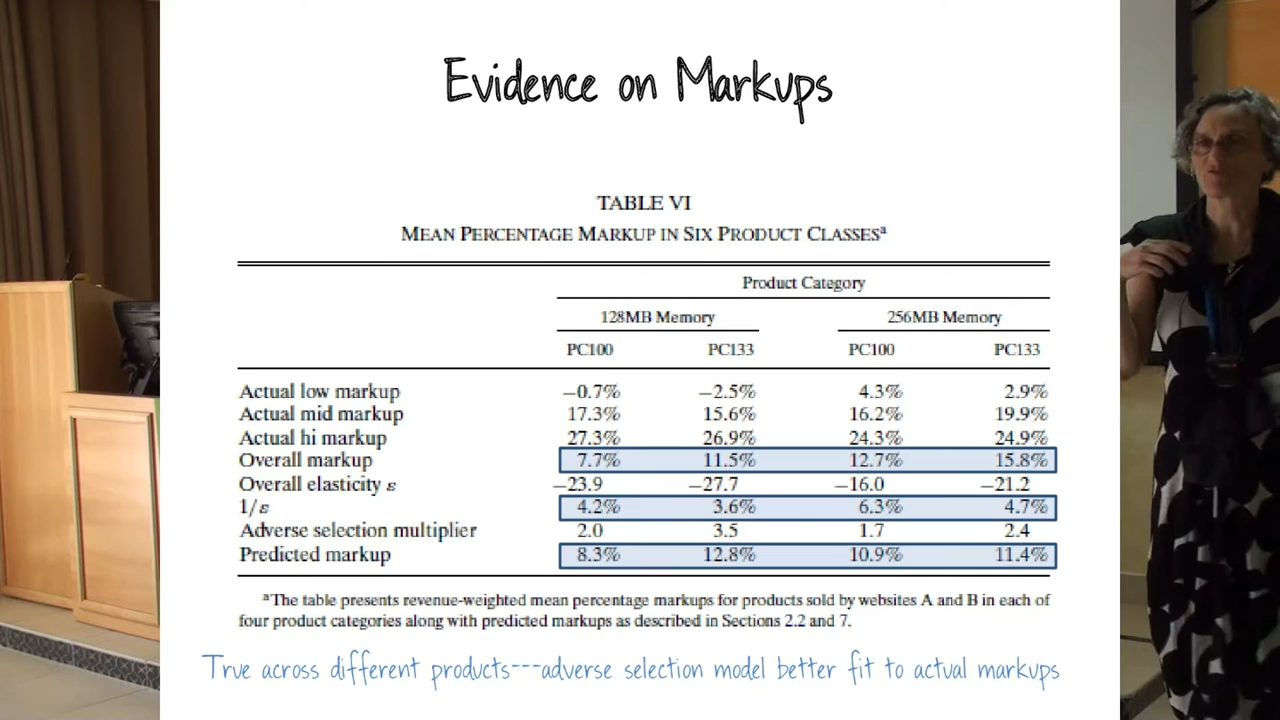 Evidence on Markups
TABLE VI
MEAN PERCENTAGE MARKUP IN SIX PRODUCT CLASSESa
Product Category
128MB Memory 256MB Memory
PC100 PC133 PC100 PC133
Actual low markup −0.7% −2.5% 4.3% 2.9%
Actual mid markup 17.3% 15.6% 16.2% 19.9%
Actual hi markup 27.3% 26.9% 24.3% 24.9%
Overall markup 7.7% 11.5% 12.7% 15.8%
Overall elasticity ε −23.9 −27.7 −16.0 −21.2
1/ε 4.2% 3.6% 6.3% 4.7%
Adverse selection multiplier 2.0 3.5 1.7 2.4
Predicted markup 8.3% 12.8% 10.9% 11.4%
aThe table presents revenue-weighted mean percentage markups for products sold by websites A and B in each of
four product categories along with predicted markups as described in Sections 2.2 and 7.
True across different products---adverse selection model better fit to actual markups